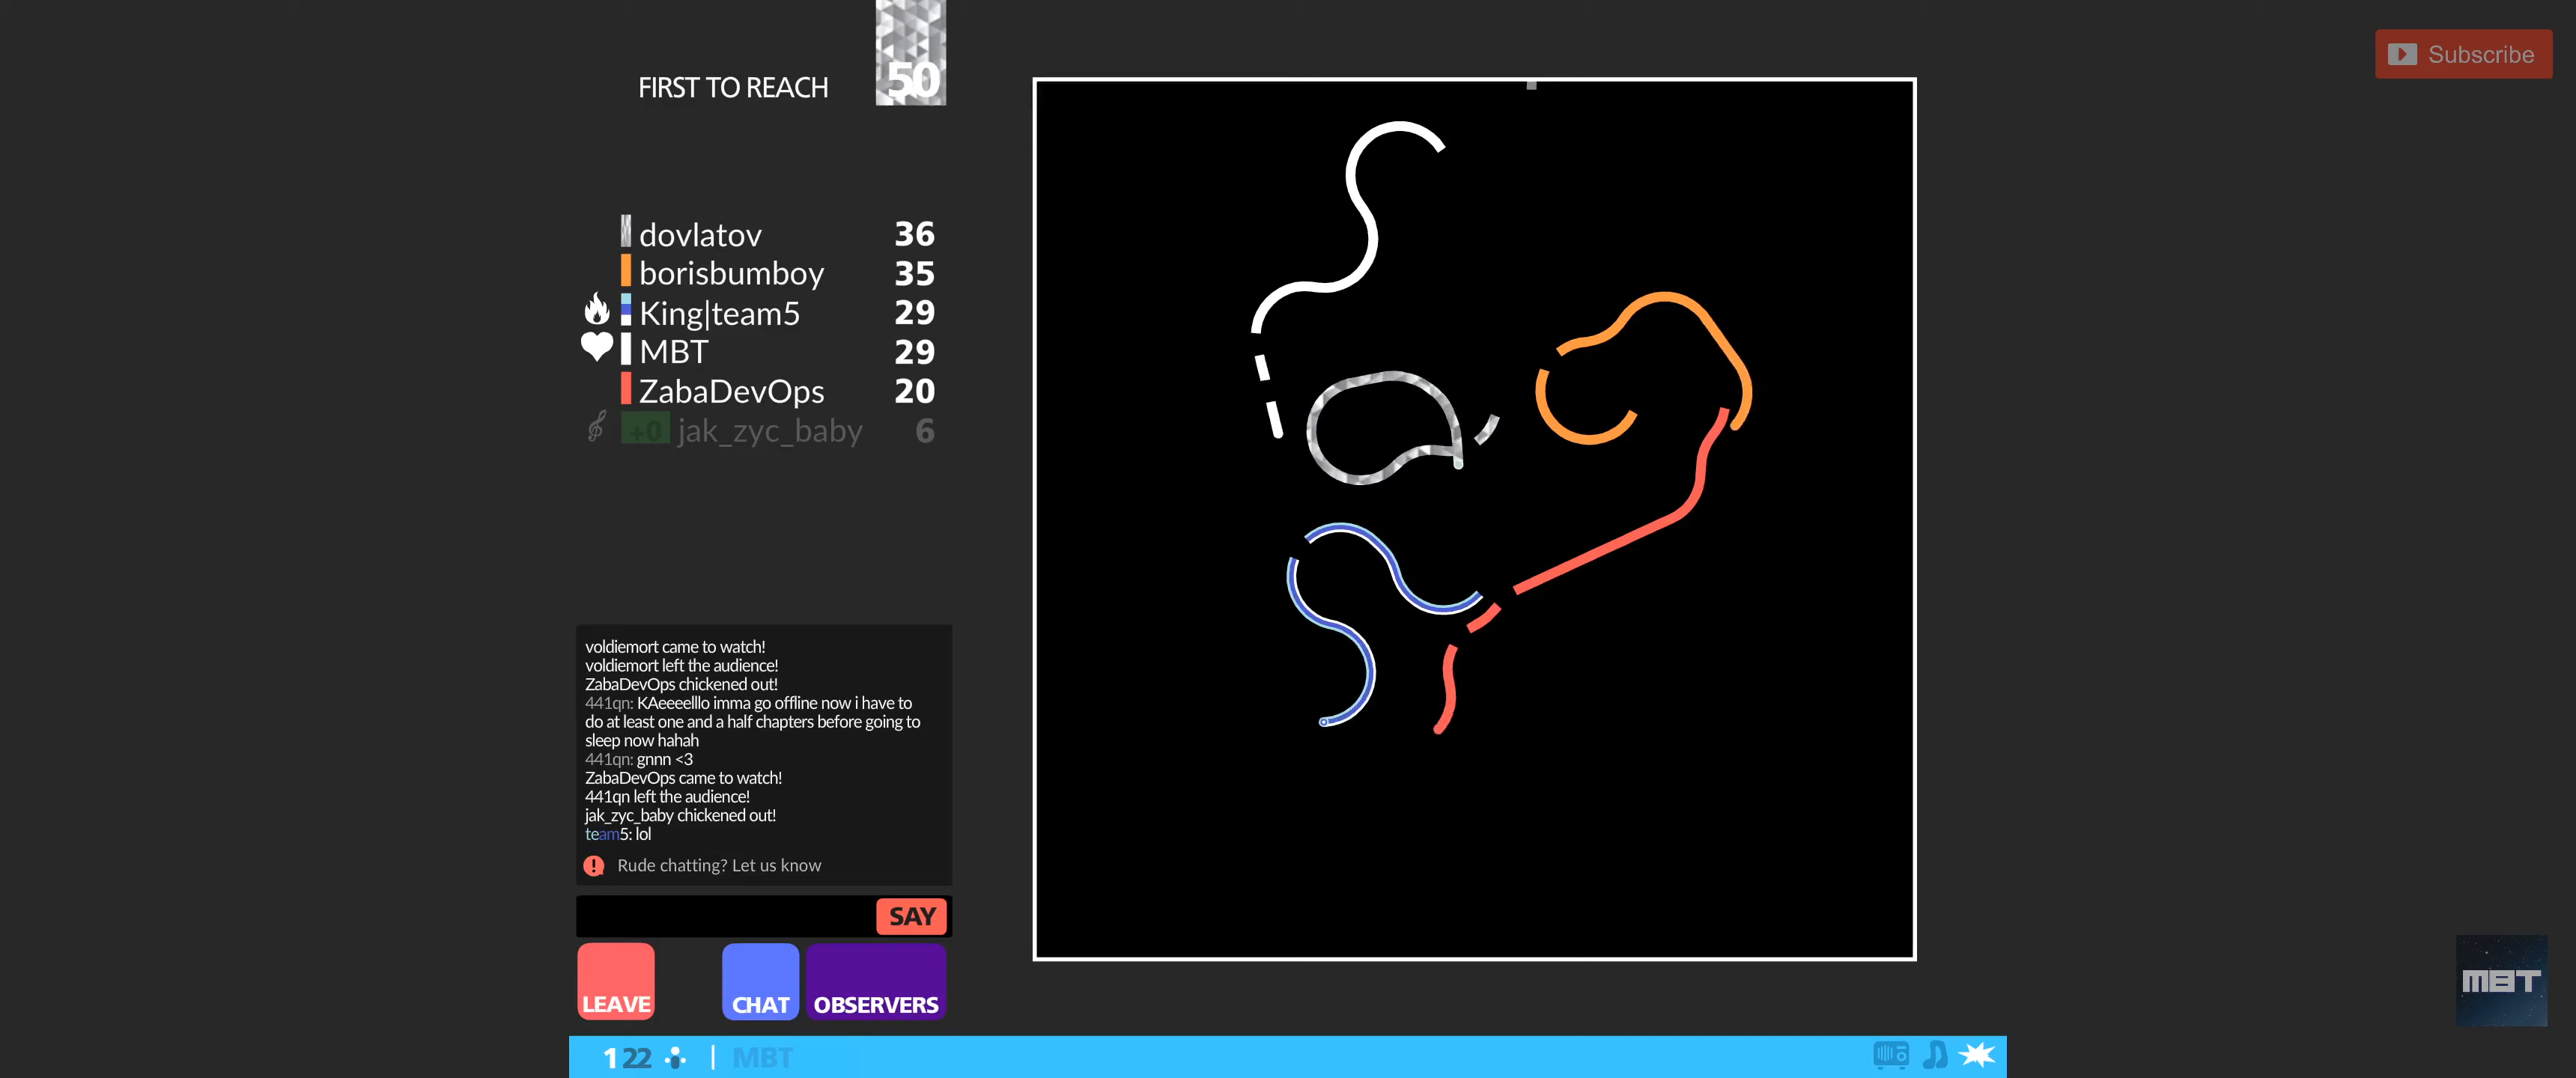 FIRST TO REACH 50
Subscribe
dovlatov 36
borisbumboy 35
King|team5 29
MBT 29
ZabaDevOps 20
+0 jak_zyc_baby 6
voldiemort came to watch!
voldiemort left the audience!
ZabaDevOps chickened out!
441qn: KAeeeelllo imma go offline now i have to
do at least one and a half chapters before going to
sleep now hahah
441qn: gnnn <3
ZabaDevOps came to watch!
441qn left the audience!
jak_zyc_baby chickened out!
team5: lol
Rude chatting? Let us know
SAY
LEAVE CHAT OBSERVERS
MBT
1 22 | MBT